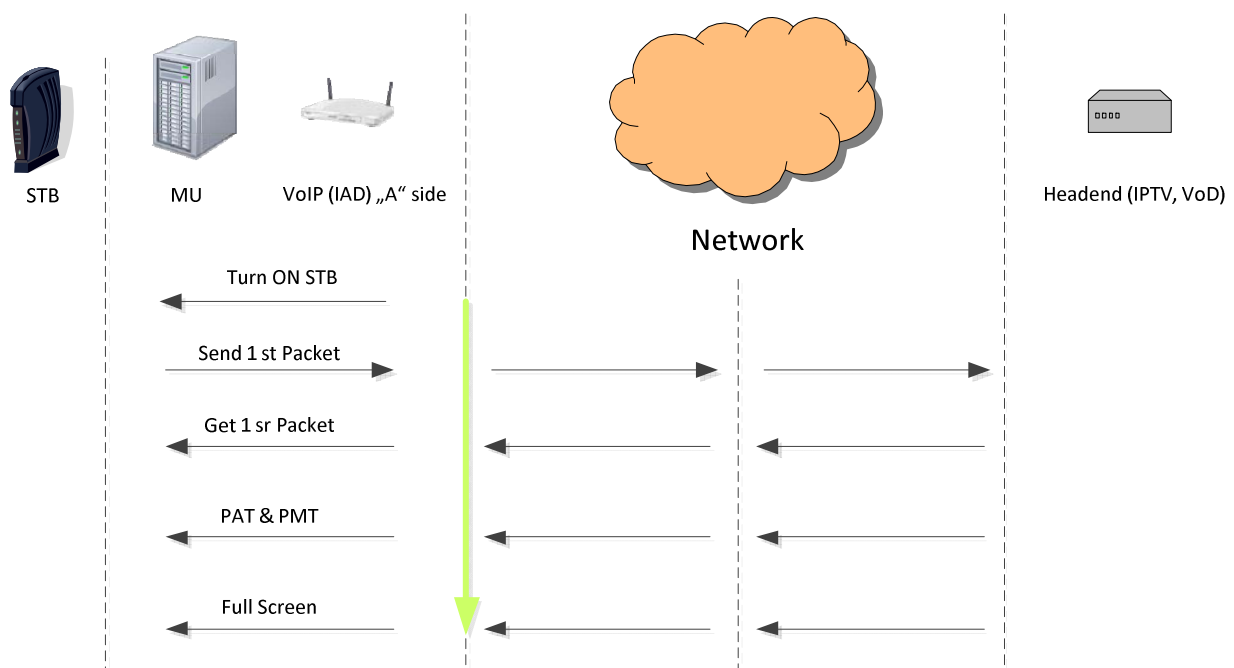 STB
MU
VoIP (IAD) „A“ side
Headend (IPTV, VoD)
Network
Turn ON STB
Send 1 st Packet
Get 1 sr Packet
PAT & PMT
Full Screen